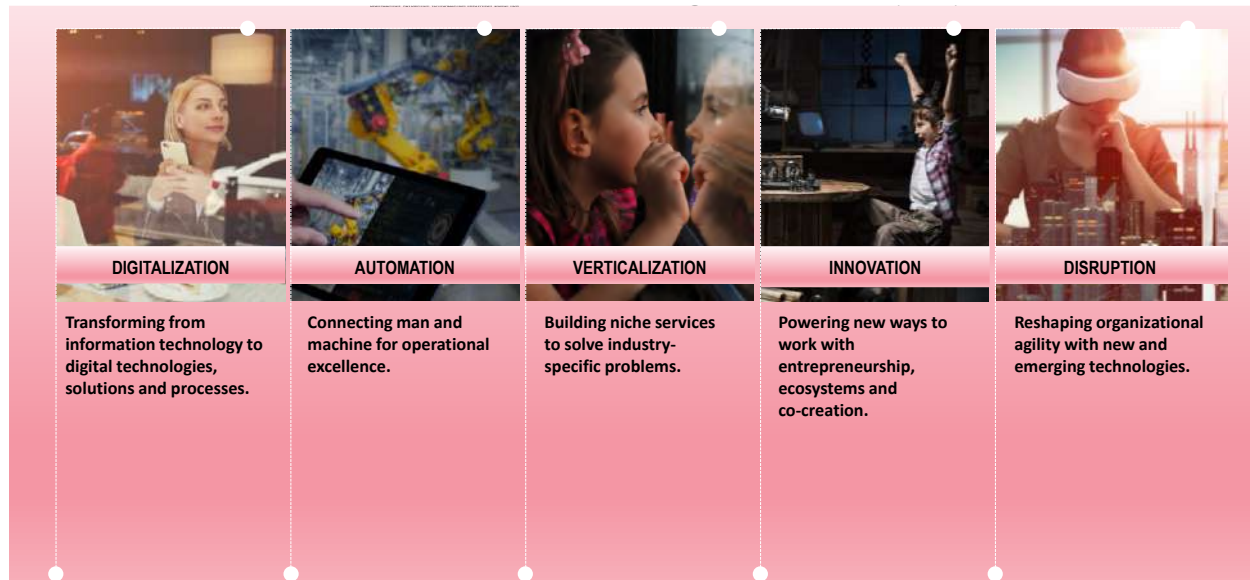 DIGITALIZATION
Transforming from
information technology to
digital technologies,
solutions and processes.
AUTOMATION
Connecting man and
machine for operational
excellence.
VERTICALIZATION
Building niche services
to solve industry-
specific problems.
INNOVATION
Powering new ways to
work with
entrepreneurship,
ecosystems and
co-creation.
DISRUPTION
Reshaping organizational
agility with new and
emerging technologies.